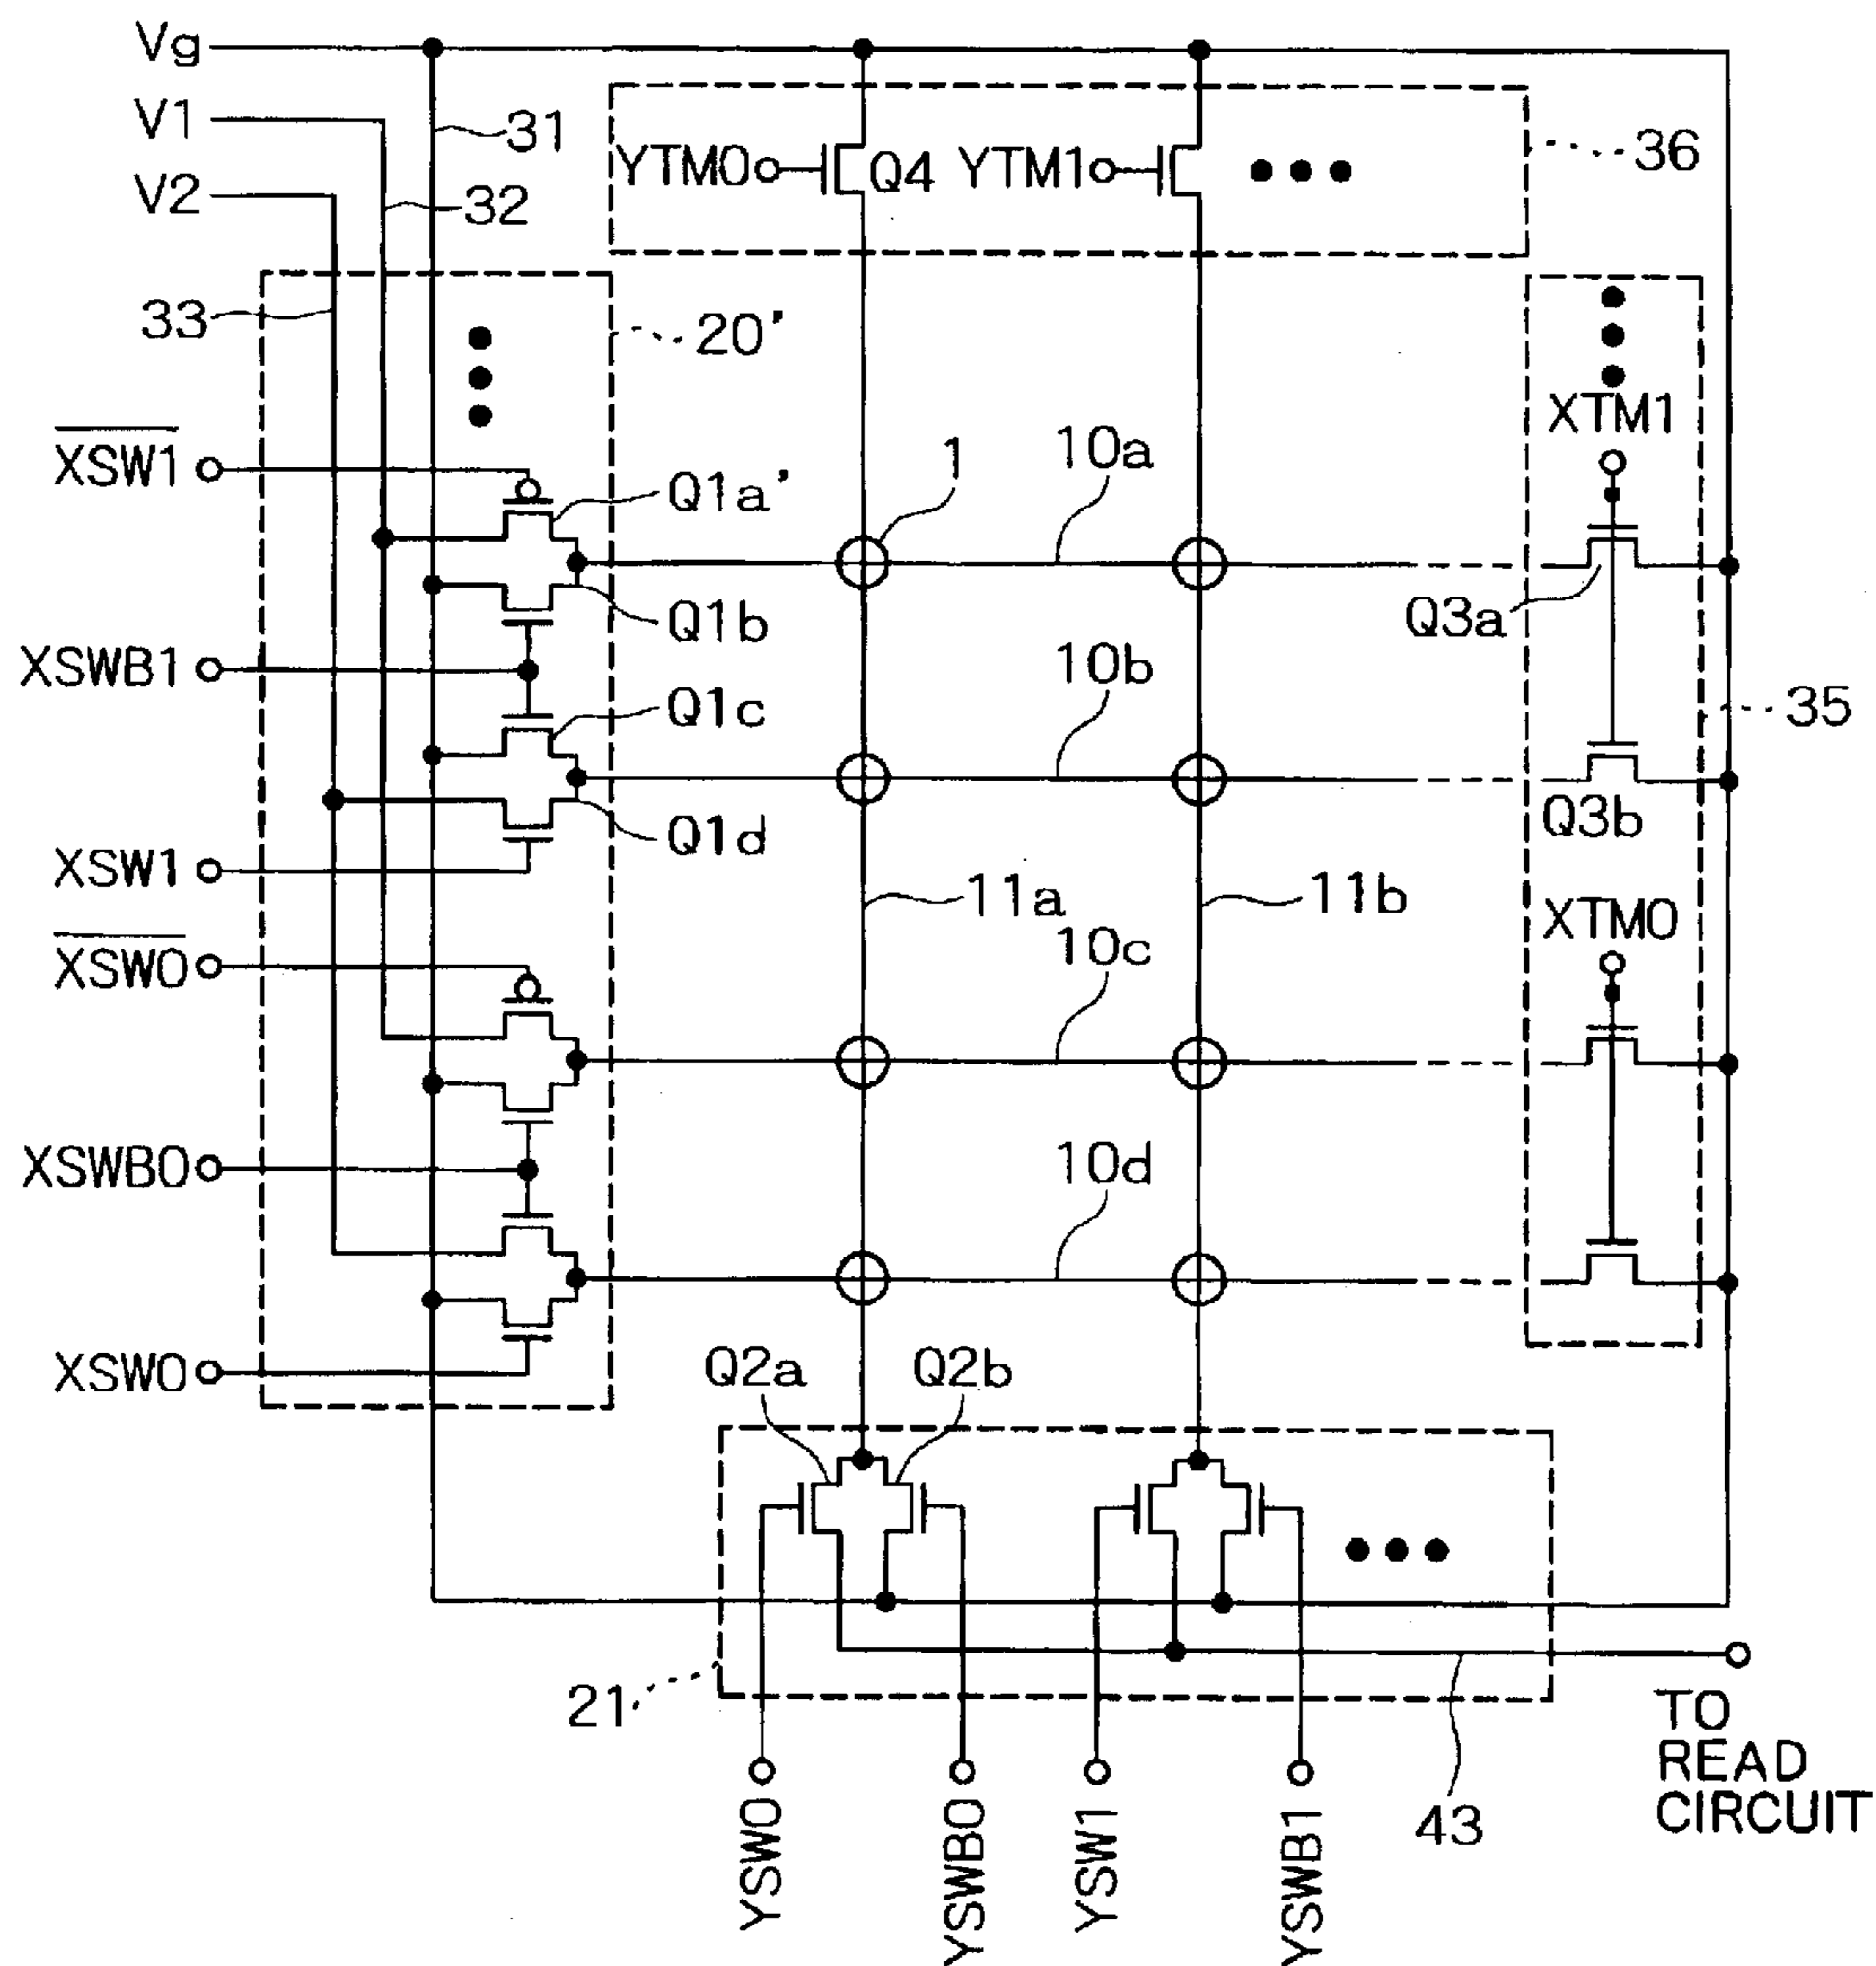 Vg
V1
V2
31
32
33
YTM0
Q4
YTM1
36
20'
XSW1
Q1a'
1
10a
XTM1
Q1b
Q3a
XSWB1
Q1c
10b
35
Q1d
Q3b
XSW1
11a
11b
XTM0
XSW0
10c
XSWB0
10d
XSW0
Q2a
Q2b
21
43
TO
READ
CIRCUIT
YSW0
YSWB0
YSW1
YSWB1